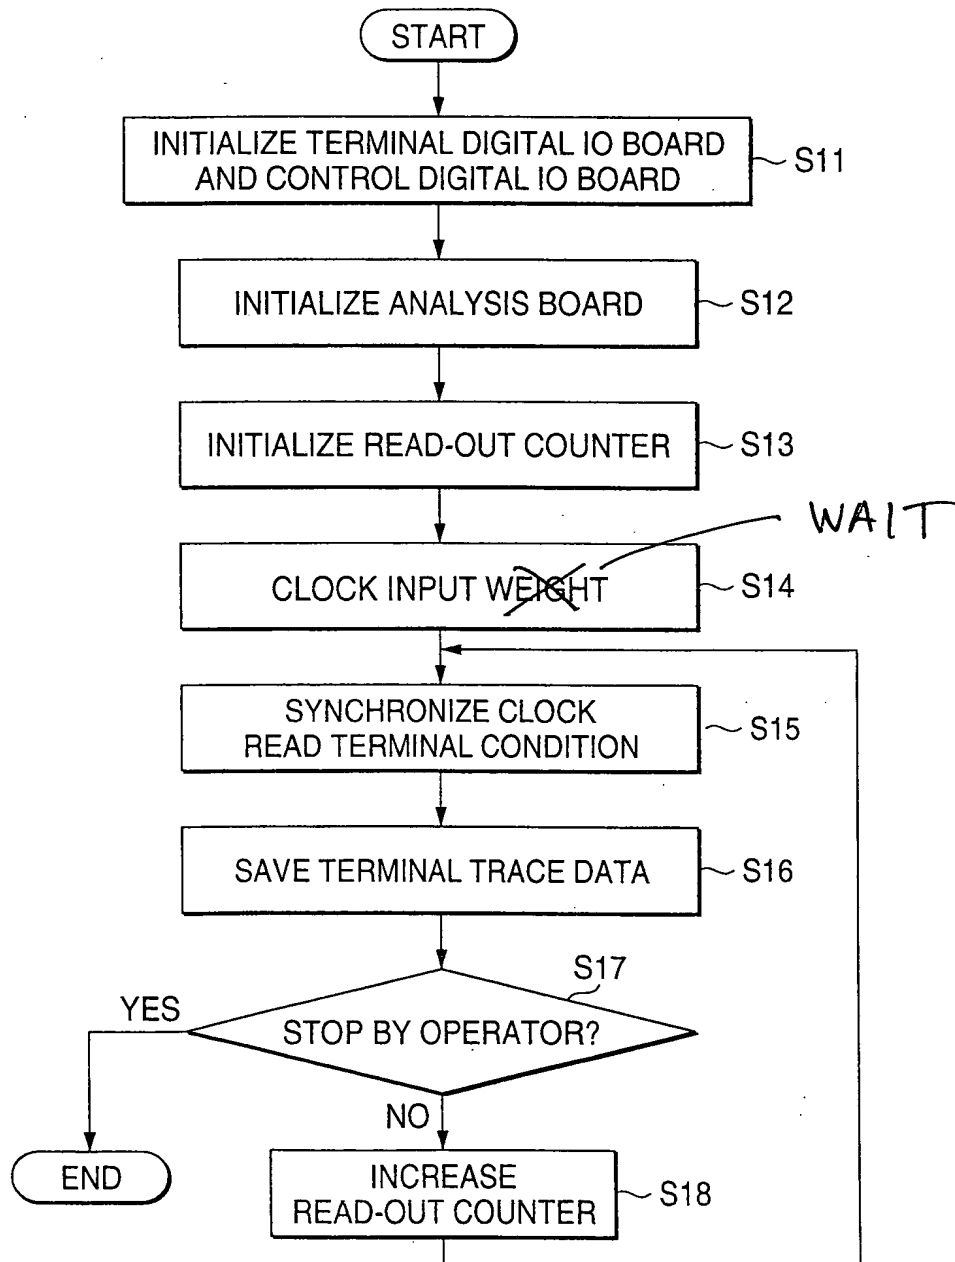 START
INITIALIZE TERMINAL DIGITAL IO BOARD
AND CONTROL DIGITAL IO BOARD
S11
INITIALIZE ANALYSIS BOARD
S12
INITIALIZE READ-OUT COUNTER
S13
WAIT
CLOCK INPUT WEIGHT
S14
SYNCHRONIZE CLOCK
READ TERMINAL CONDITION
S15
SAVE TERMINAL TRACE DATA
S16
S17
YES
STOP BY OPERATOR?
NO
END
INCREASE
READ-OUT COUNTER
S18